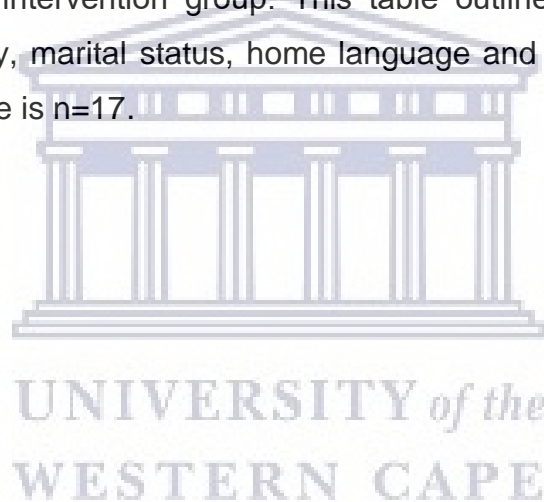 intervention group. This table outline
marital status, home language and
is n=17.
UNIVERSITY of the
WESTERN CAPE